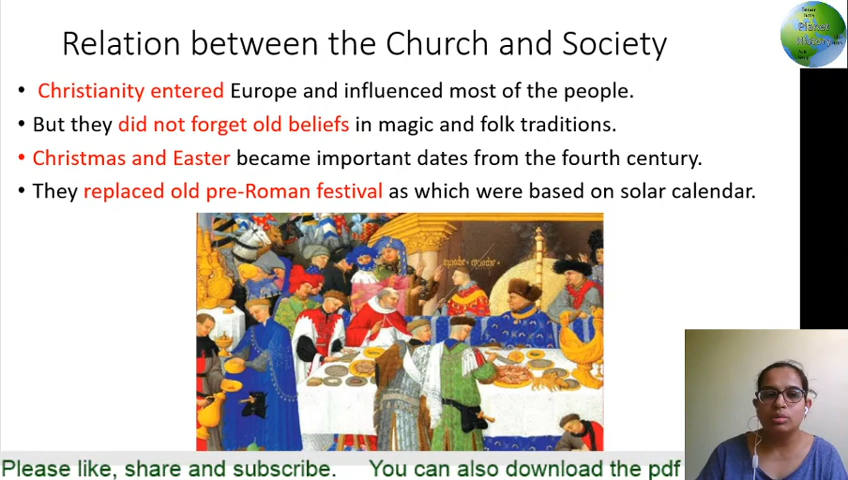 Relation between the Church and Society
• Christianity entered Europe and influenced most of the people.
• But they did not forget old beliefs in magic and folk traditions.
• Christmas and Easter became important dates from the fourth century.
• They replaced old pre-Roman festival as which were based on solar calendar.
Planet
History
Please like, share and subscribe. You can also download the pdf